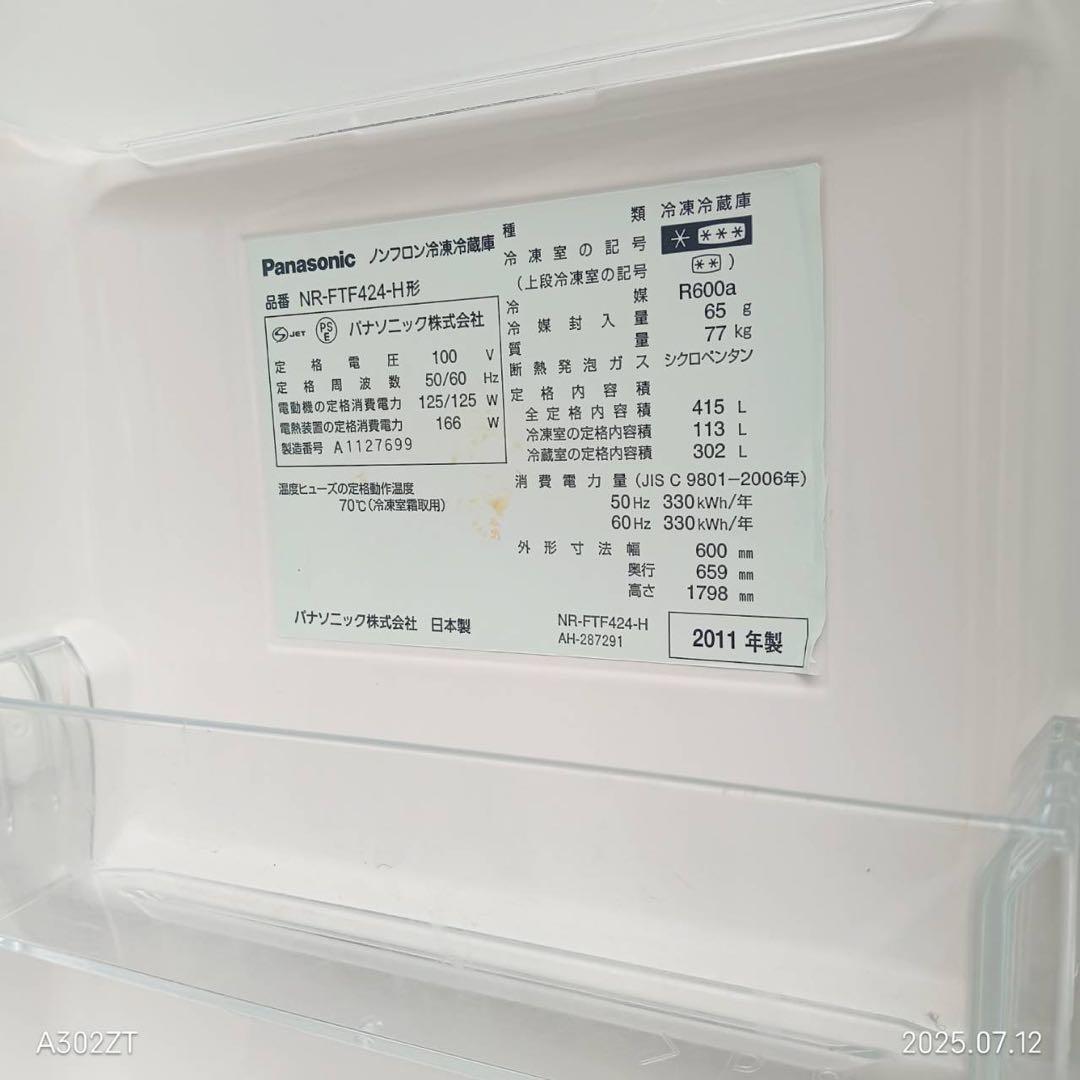 Panasonic ノンフロン冷凍冷蔵庫
品番 NR-FTF424-H形
S JET PS E パナソニック株式会社
定格電圧 100 V
定格周波数 50/60 Hz
電動機の定格消費電力 125/125 W
電熱装置の定格消費電力 166 W
製造番号 A1127699
温度ヒューズの定格動作温度
70℃(冷凍室霜取用)
パナソニック株式会社 日本製
種類 冷凍冷蔵庫
冷凍室の記号 * ***
(上段冷凍室の記号 ** )
冷媒 R600a
冷媒封入量 65 g
質量 77 kg
断熱発泡ガス シクロペンタン
定格内容積
全定格内容積 415 L
冷凍室の定格内容積 113 L
冷蔵室の定格内容積 302 L
消費電力量(JIS C 9801−2006年)
50Hz 330kWh/年
60Hz 330kWh/年
外形寸法 幅 600 mm
奥行 659 mm
高さ 1798 mm
NR-FTF424-H
AH-287291
2011 年製
A302ZT
2025.07.12